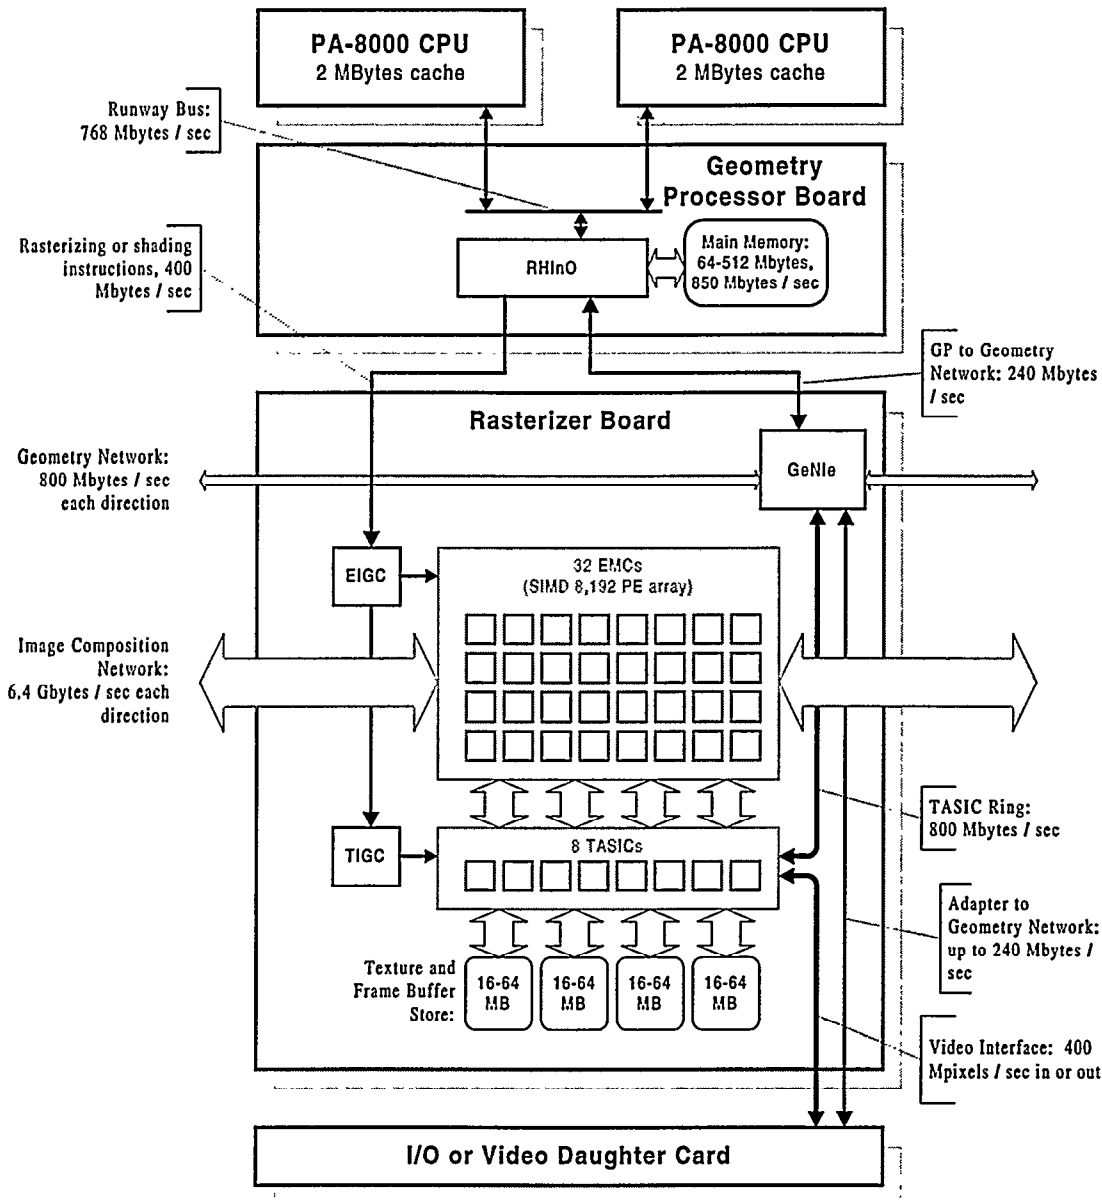 PA-8000 CPU
2 MBytes cache
PA-8000 CPU
2 MBytes cache
Runway Bus:
768 Mbytes / sec
Geometry
Processor Board
Rasterizing or shading
instructions, 400
Mbytes / sec
RHInO
Main Memory:
64-512 Mbytes,
850 Mbytes / sec
GP to Geometry
Network: 240 Mbytes
/ sec
Rasterizer Board
Geometry Network:
800 Mbytes / sec
each direction
GeNIe
EIGC
32 EMCs
(SIMD 8,192 PE array)
Image Composition
Network:
6.4 Gbytes / sec each
direction
TASIC Ring:
800 Mbytes / sec
TIGC
8 TASICs
Adapter to
Geometry Network:
up to 240 Mbytes /
sec
Texture and
Frame Buffer
Store:
16-64
MB
16-64
MB
16-64
MB
16-64
MB
Video Interface: 400
Mpixels / sec in or out
I/O or Video Daughter Card